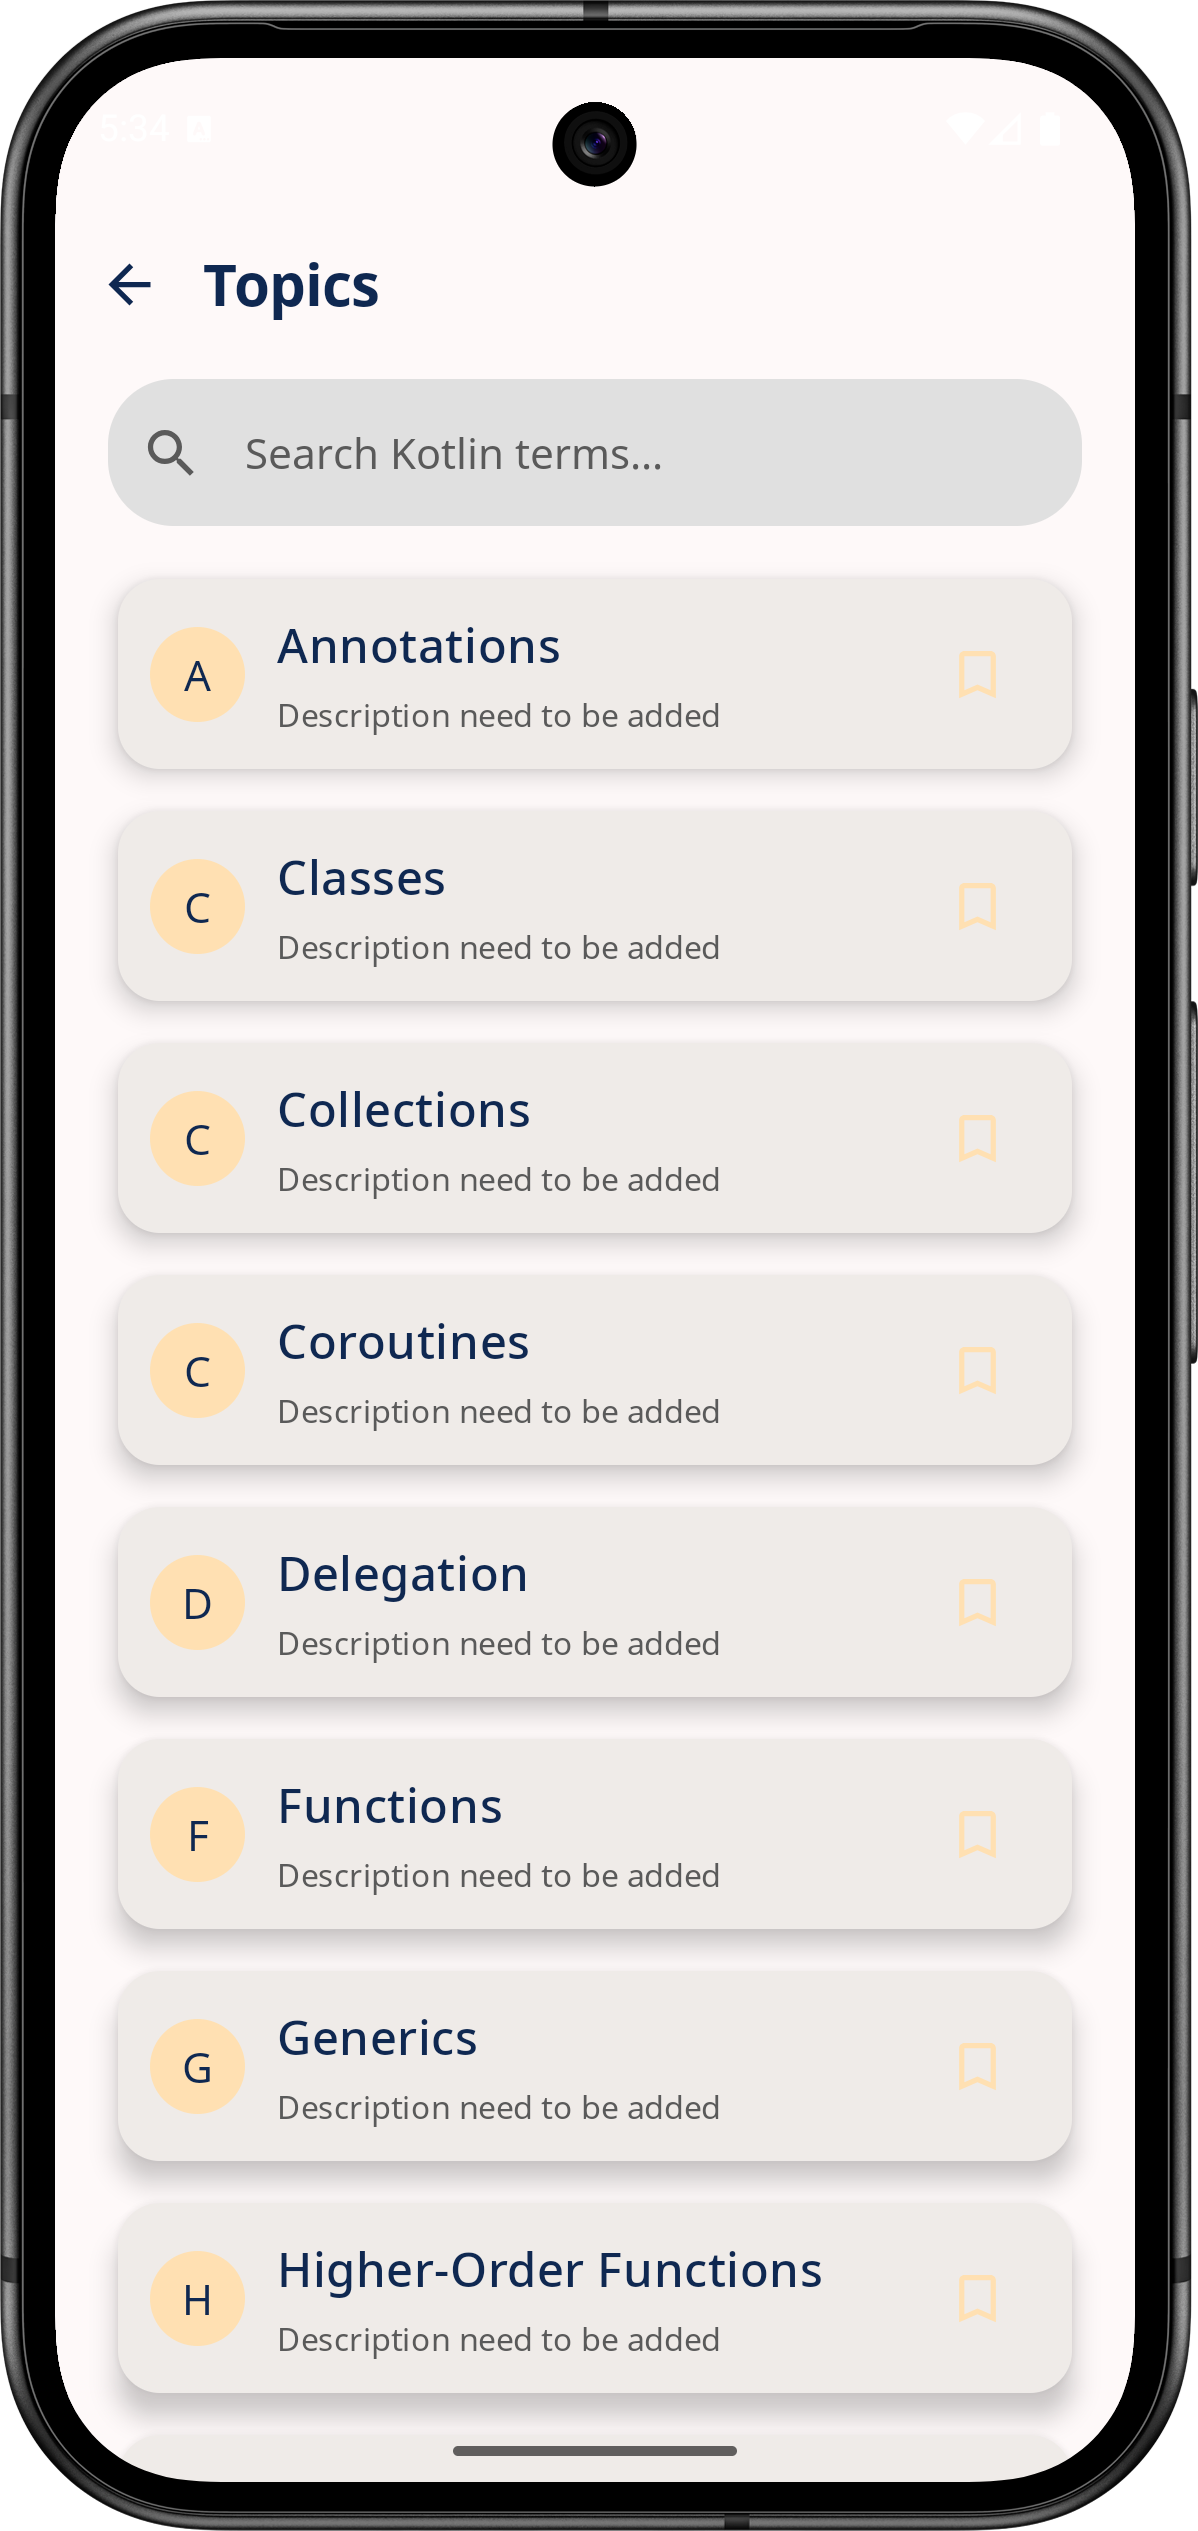 5:34 A
Topics
Search Kotlin terms...
A
Annotations
Description need to be added
C
Classes
Description need to be added
C
Collections
Description need to be added
C
Coroutines
Description need to be added
D
Delegation
Description need to be added
F
Functions
Description need to be added
G
Generics
Description need to be added
H
Higher-Order Functions
Description need to be added